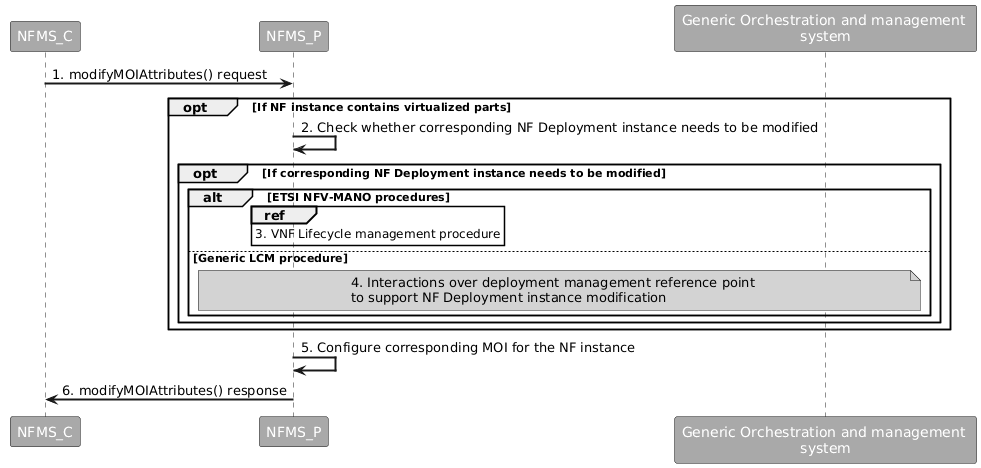 NFMS_C
NFMS_P
Generic Orchestration and management
system
1. modifyMOIAttributes() request
opt
[If NF instance contains virtualized parts]
2. Check whether corresponding NF Deployment instance needs to be modified
opt
[If corresponding NF Deployment instance needs to be modified]
alt
[ETSI NFV-MANO procedures]
ref
3. VNF Lifecycle management procedure
[Generic LCM procedure]
4. Interactions over deployment management reference point
to support NF Deployment instance modification
5. Configure corresponding MOI for the NF instance
6. modifyMOIAttributes() response
NFMS_C
NFMS_P
Generic Orchestration and management
system